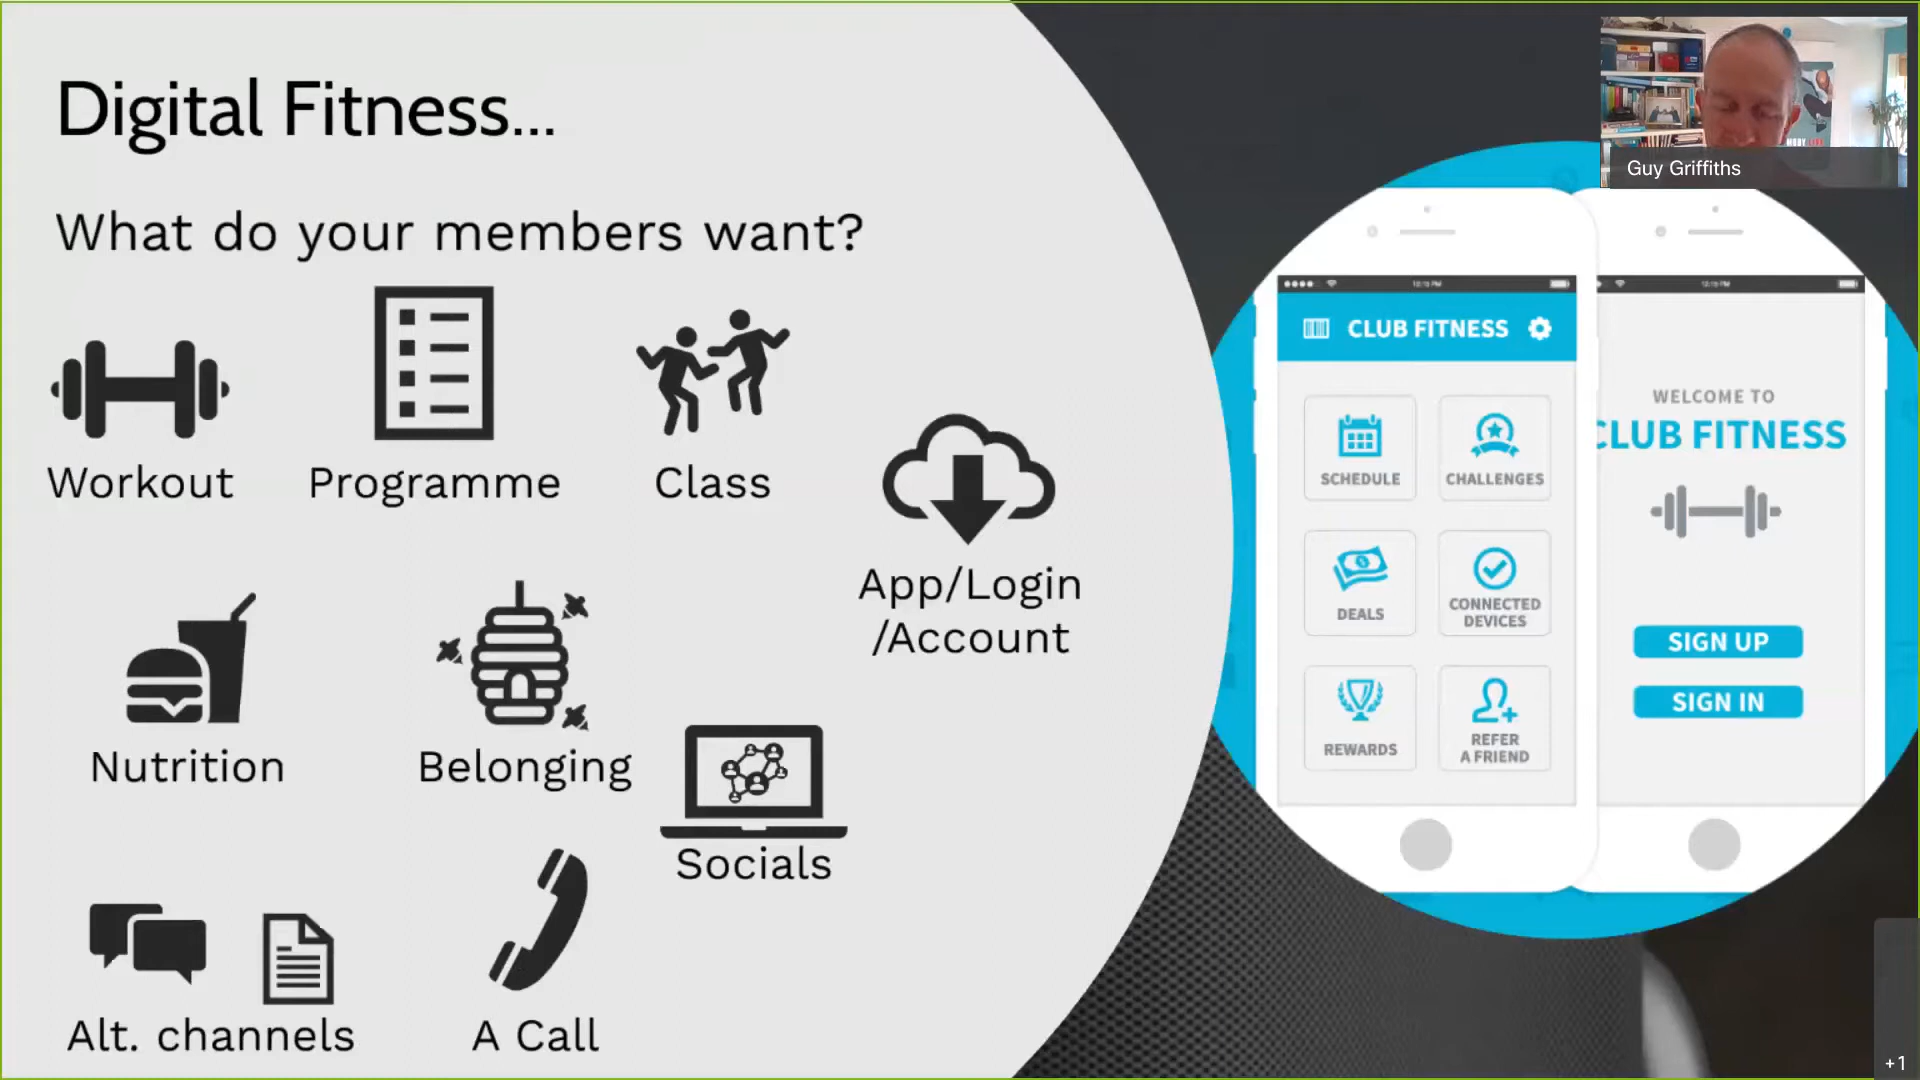 Digital Fitness...
What do your members want?
Workout
Programme
Class
App/Login
/Account
Nutrition
Belonging
Socials
Alt. channels
A Call
Guy Griffiths
CLUB FITNESS
SCHEDULE
CHALLENGES
DEALS
CONNECTED
DEVICES
REWARDS
REFER
A FRIEND
WELCOME TO
CLUB FITNESS
SIGN UP
SIGN IN
+1